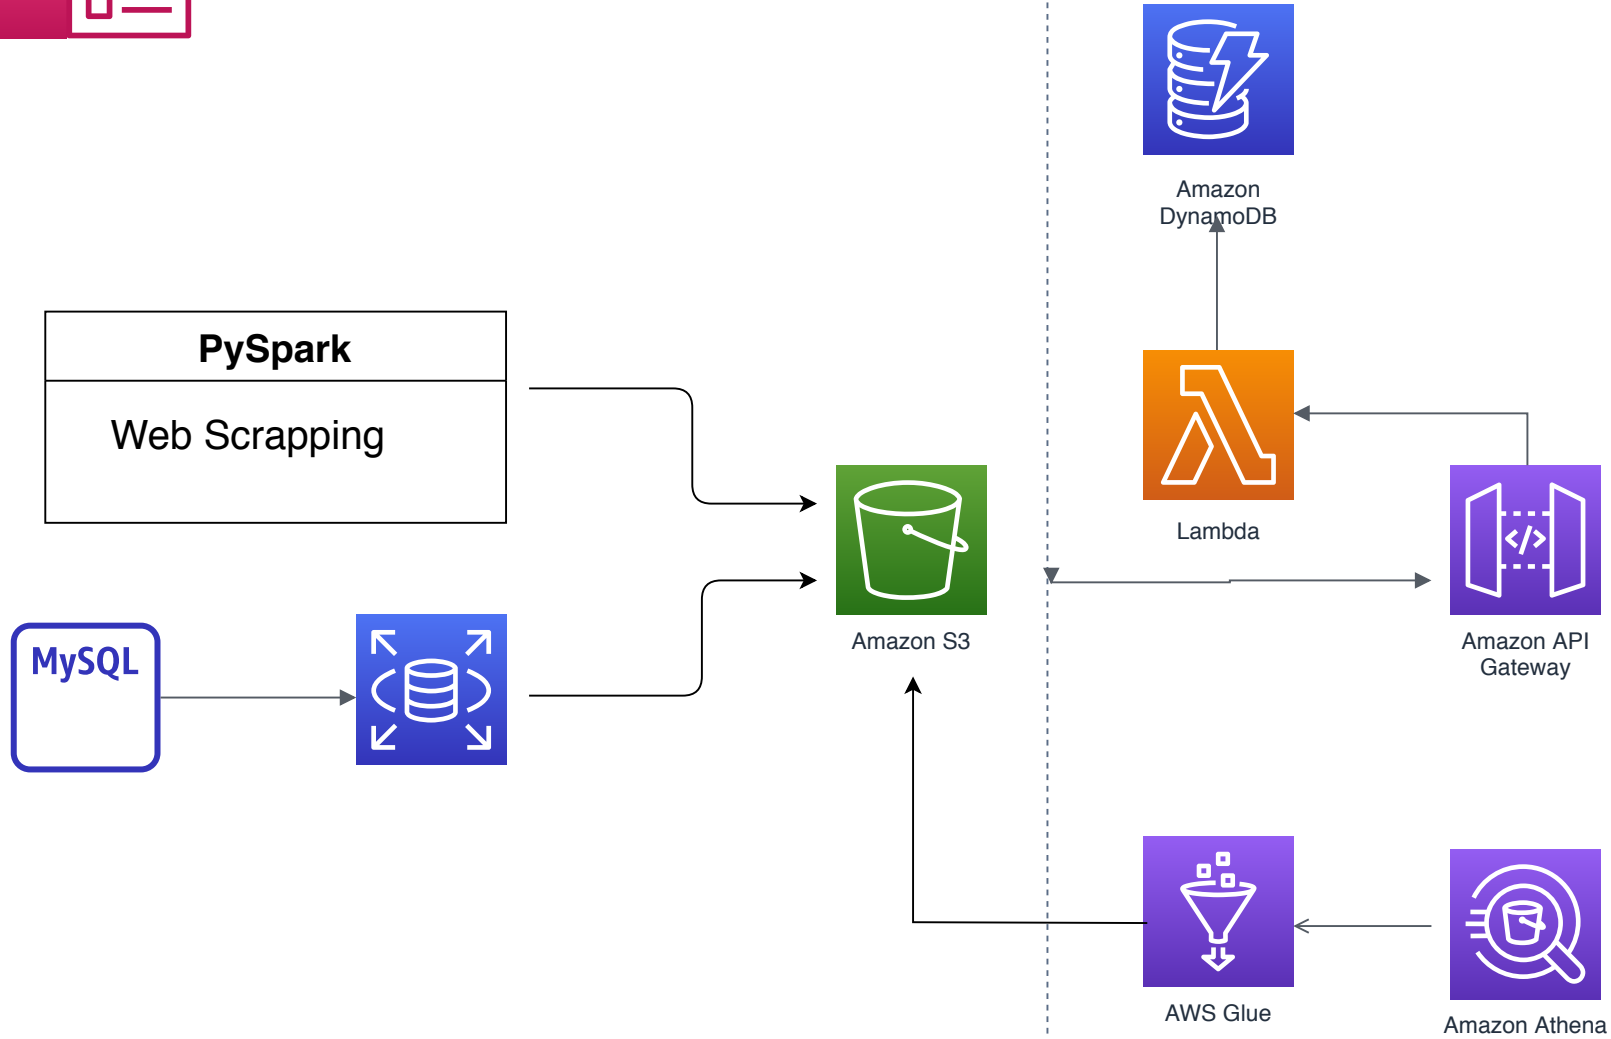 Amazon
DynamoDB
PySpark
Web Scrapping
Lambda
</>
Amazon S3
Amazon API
Gateway
MySQL
AWS Glue
Amazon Athena